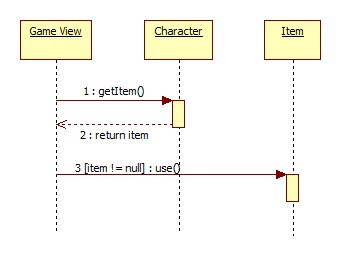 Game View
Character
Item
1 : getItem()
2 : return item
3 [item != null] : use()